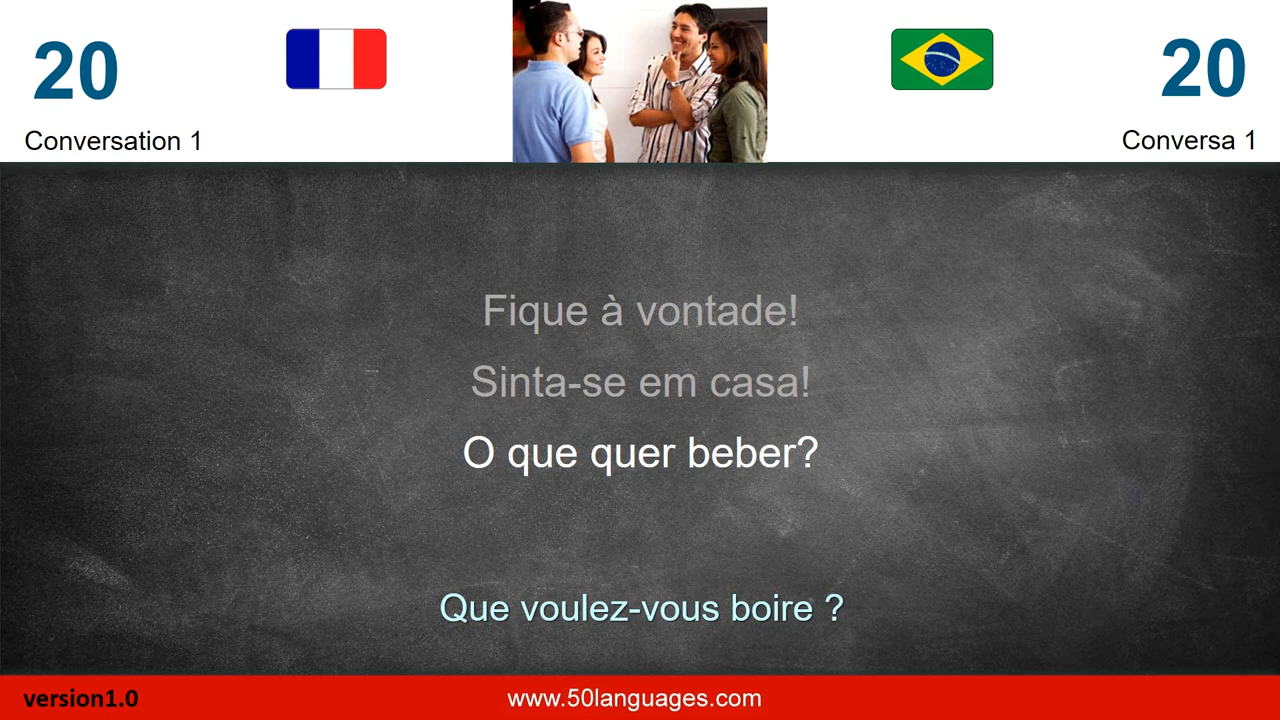 20
20
Conversation 1
Conversa 1
Fique à vontade!
Sinta-se em casa!
O que quer beber?
Que voulez-vous boire ?
version1.0
www.50languages.com